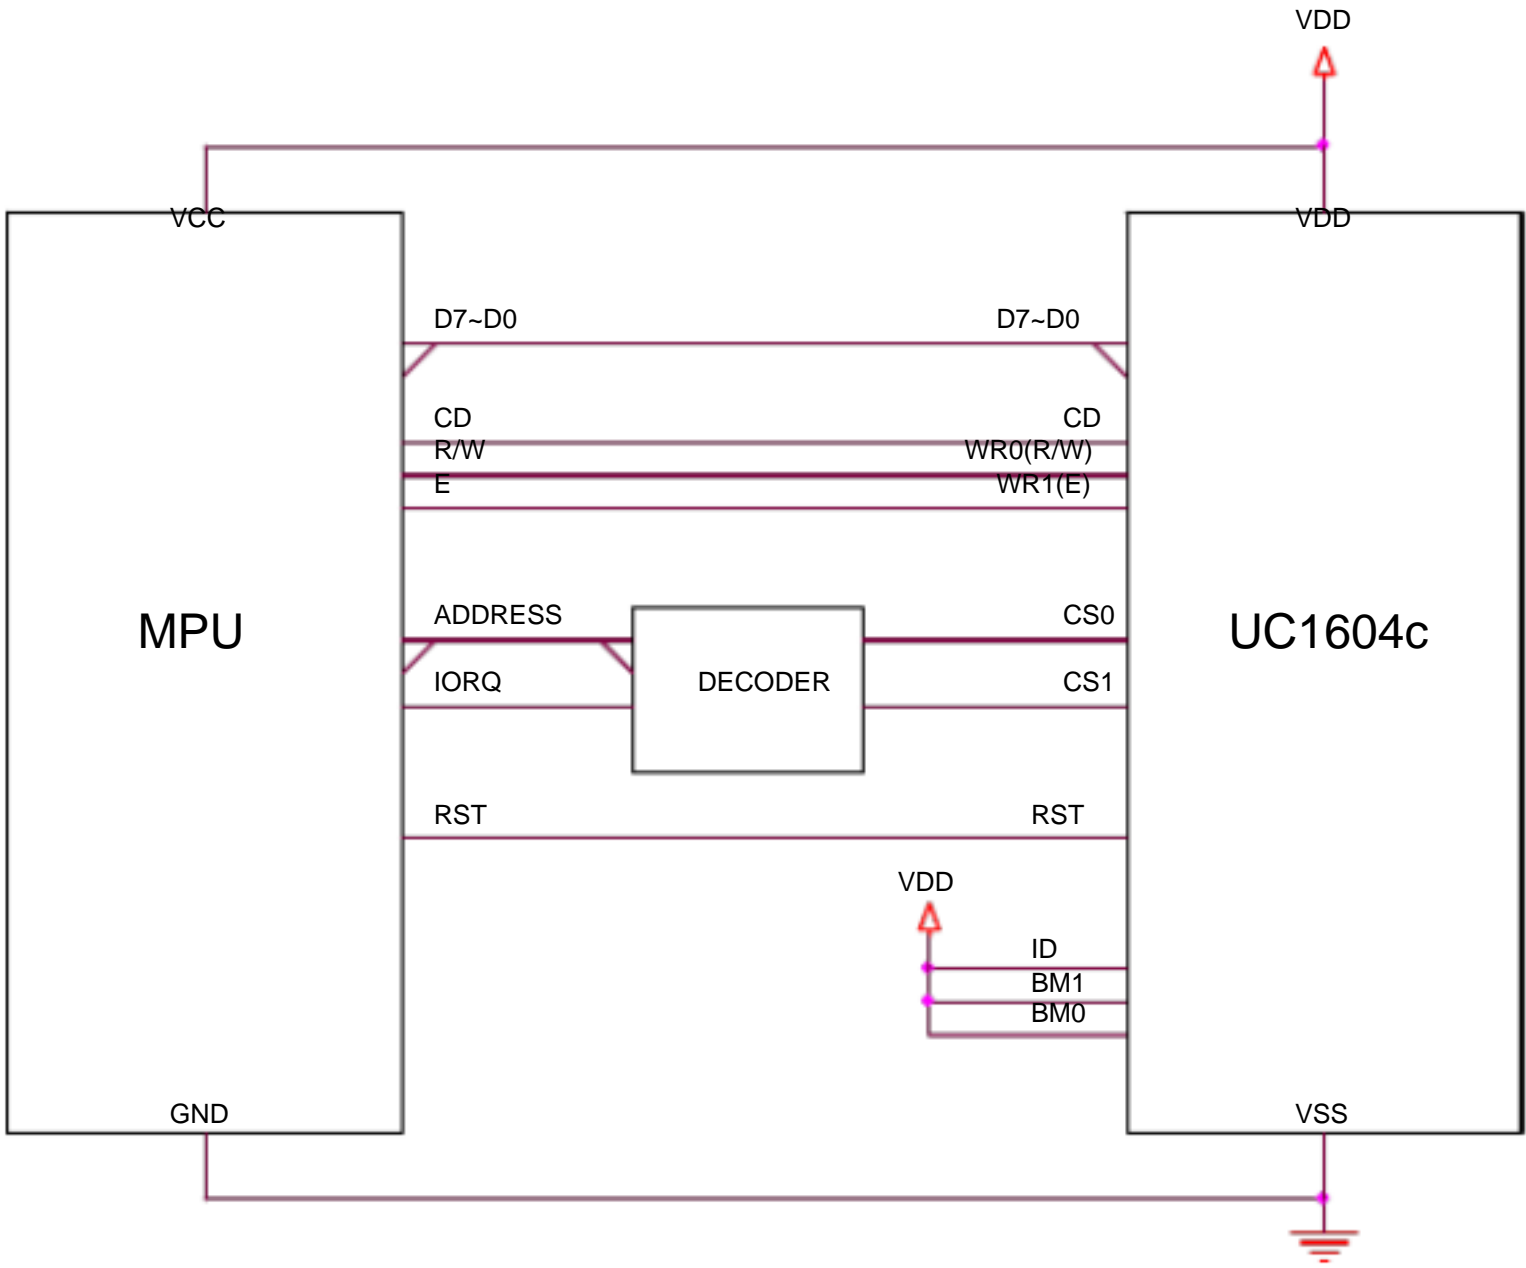 VDD
VCC VDD
D7~D0 D7~D0
CD CD
R/W WR0(R/W)
E WR1(E)
ADDRESS CS0
MPU UC1604c
IORQ DECODER CS1
RST RST
VDD
ID
BM1
BM0
GND VSS